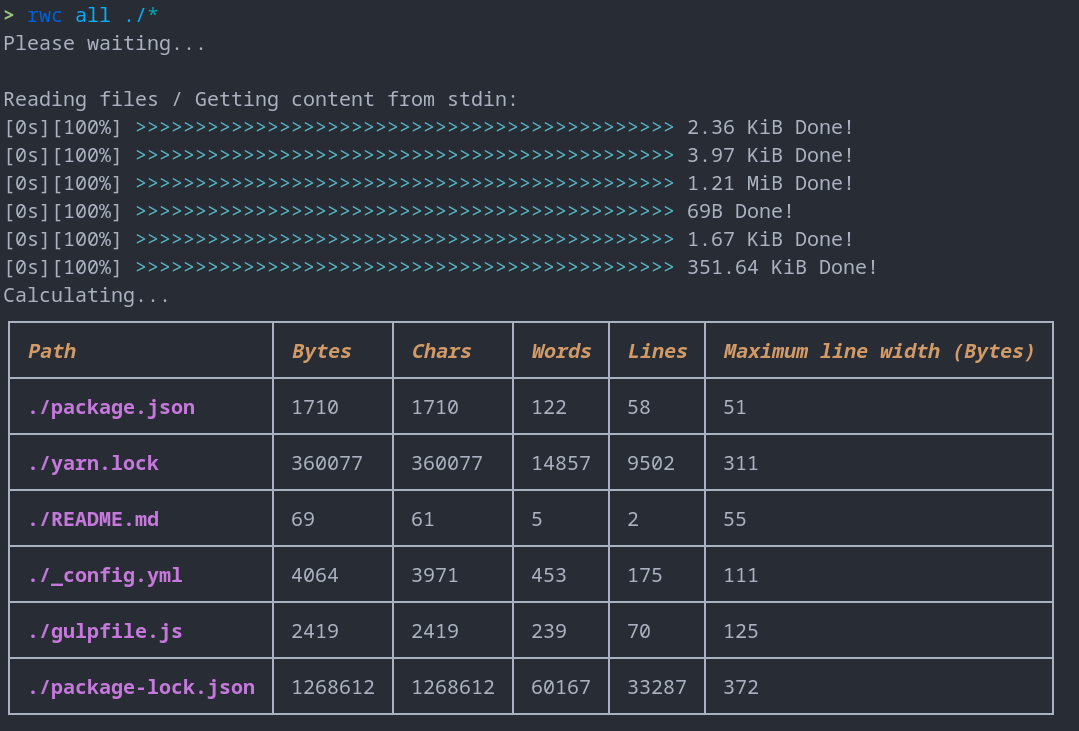 > rwc all ./*
Please waiting...
Reading files / Getting content from stdin:
[0s][100%] >>>>>>>>>>>>>>>>>>>>>>>>>>>>>>>>>>>>>>>>>>>>> 2.36 KiB Done!
[0s][100%] >>>>>>>>>>>>>>>>>>>>>>>>>>>>>>>>>>>>>>>>>>>>> 3.97 KiB Done!
[0s][100%] >>>>>>>>>>>>>>>>>>>>>>>>>>>>>>>>>>>>>>>>>>>>> 1.21 MiB Done!
[0s][100%] >>>>>>>>>>>>>>>>>>>>>>>>>>>>>>>>>>>>>>>>>>>>> 69B Done!
[0s][100%] >>>>>>>>>>>>>>>>>>>>>>>>>>>>>>>>>>>>>>>>>>>>> 1.67 KiB Done!
[0s][100%] >>>>>>>>>>>>>>>>>>>>>>>>>>>>>>>>>>>>>>>>>>>>> 351.64 KiB Done!
Calculating...
Path Bytes Chars Words Lines Maximum line width (Bytes)
./package.json 1710 1710 122 58 51
./yarn.lock 360077 360077 14857 9502 311
./README.md 69 61 5 2 55
./_config.yml 4064 3971 453 175 111
./gulpfile.js 2419 2419 239 70 125
./package-lock.json 1268612 1268612 60167 33287 372